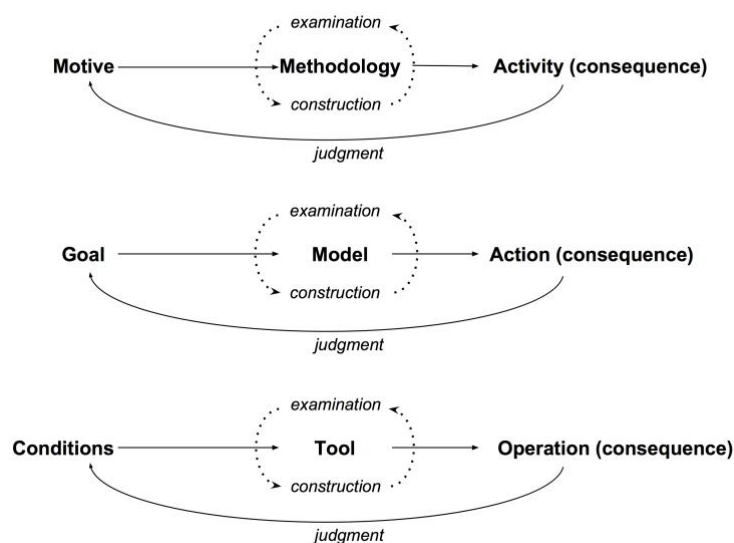 examination
Motive Methodology Activity (consequence)
construction
judgment
examination
Goal Model Action (consequence)
construction
judgment
examination
Conditions Tool Operation (consequence)
construction
judgment